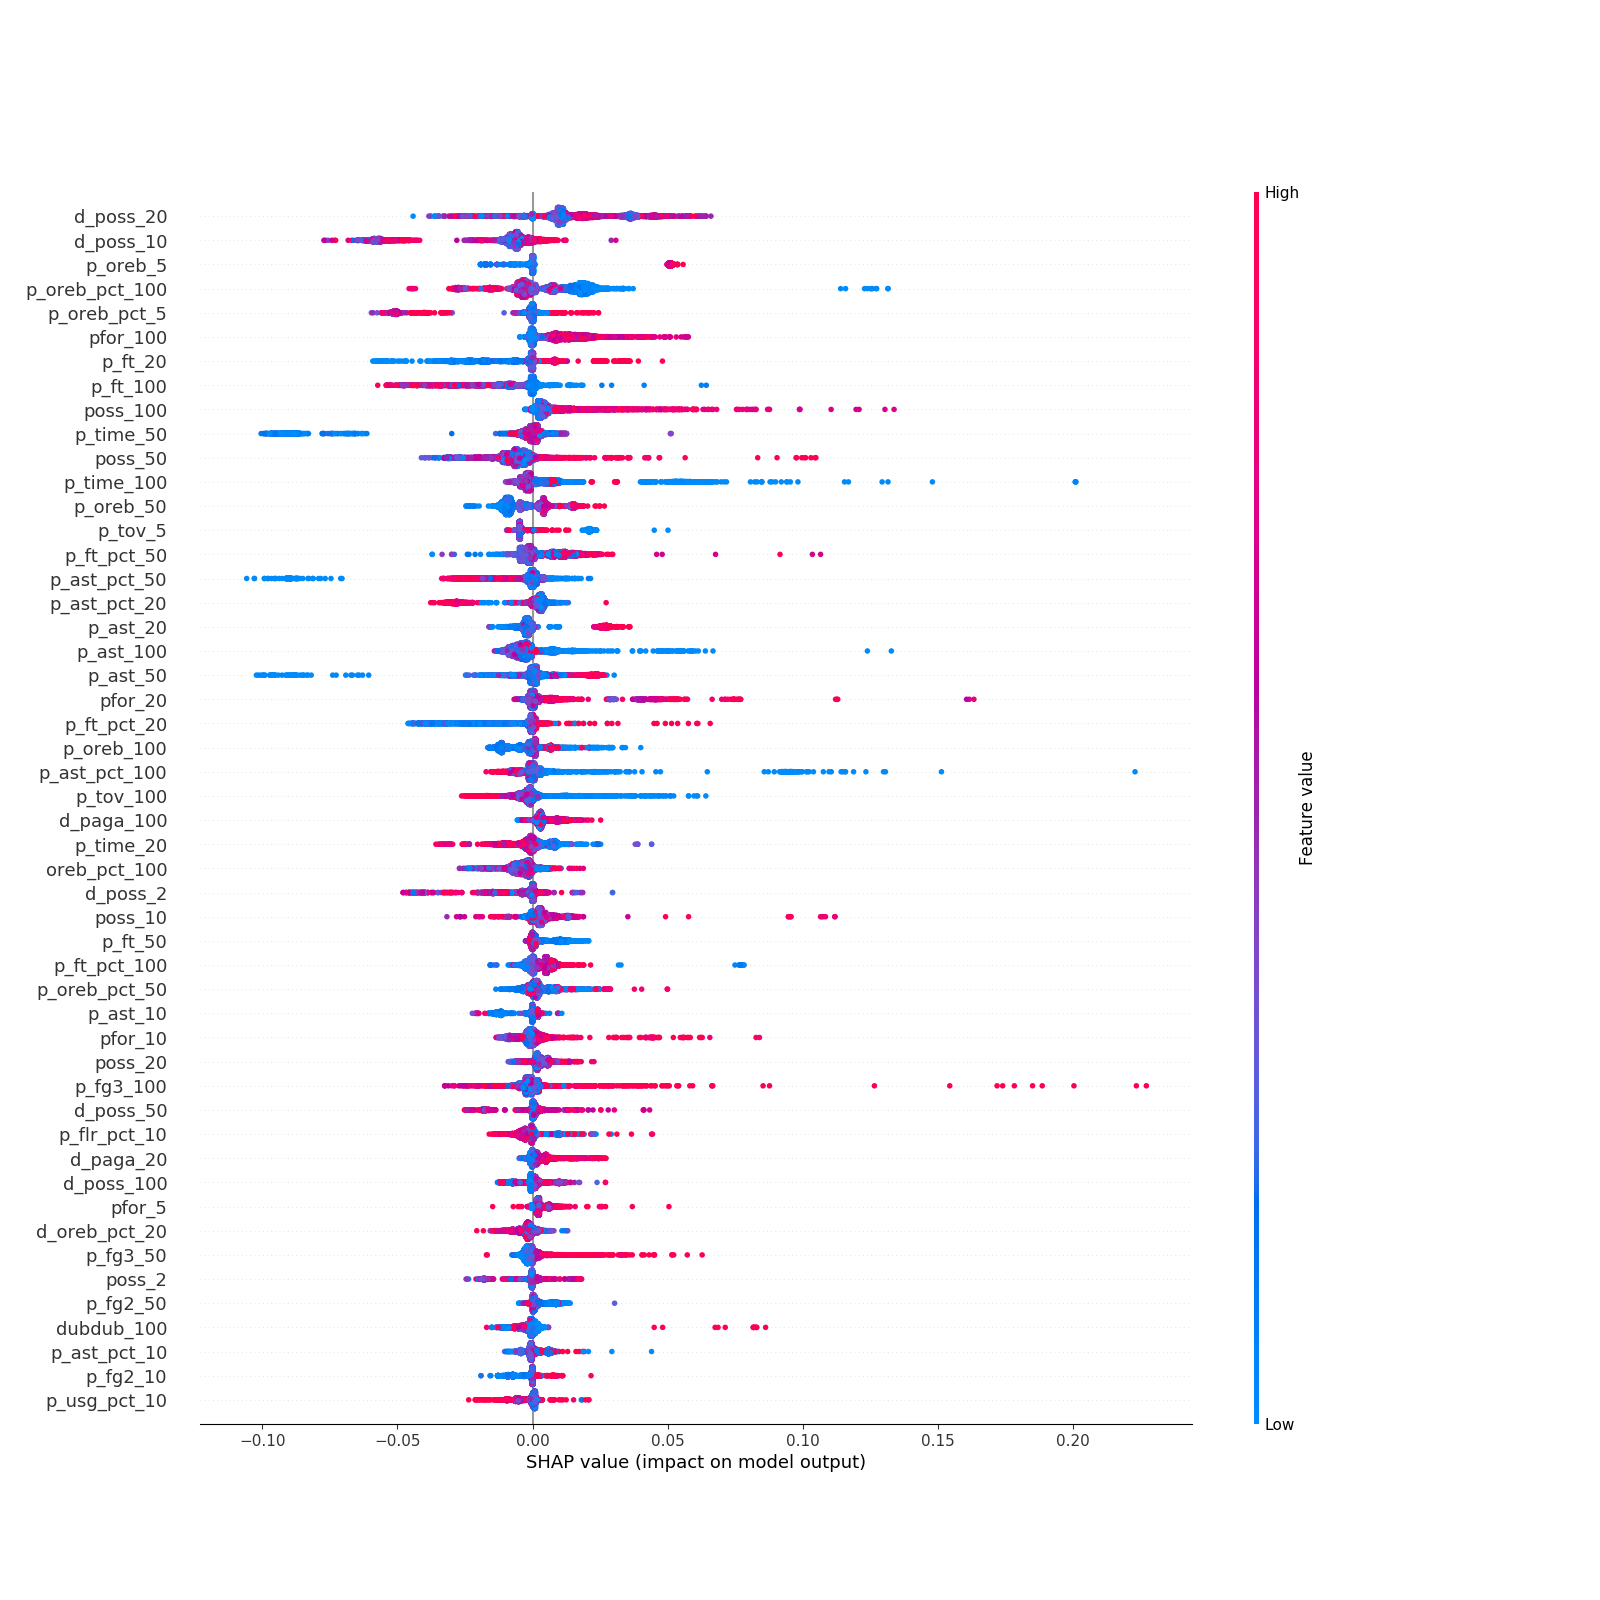 High
d_poss_20
d_poss_10
p_oreb_5
p_oreb_pct_100
p_oreb_pct_5
pfor_100
p_ft_20
p_ft_100
poss_100
p_time_50
poss_50
p_time_100
p_oreb_50
p_tov_5
p_ft_pct_50
p_ast_pct_50
p_ast_pct_20
p_ast_20
p_ast_100
p_ast_50
pfor_20
p_ft_pct_20
p_oreb_100
p_ast_pct_100
p_tov_100
d_paga_100
p_time_20
oreb_pct_100
d_poss_2
poss_10
p_ft_50
p_ft_pct_100
p_oreb_pct_50
p_ast_10
pfor_10
poss_20
p_fg3_100
d_poss_50
p_flr_pct_10
d_paga_20
d_poss_100
pfor_5
d_oreb_pct_20
p_fg3_50
poss_2
p_fg2_50
dubdub_100
p_ast_pct_10
p_fg2_10
p_usg_pct_10
Feature value
Low
−0.10 −0.05 0.00 0.05 0.10 0.15 0.20
SHAP value (impact on model output)